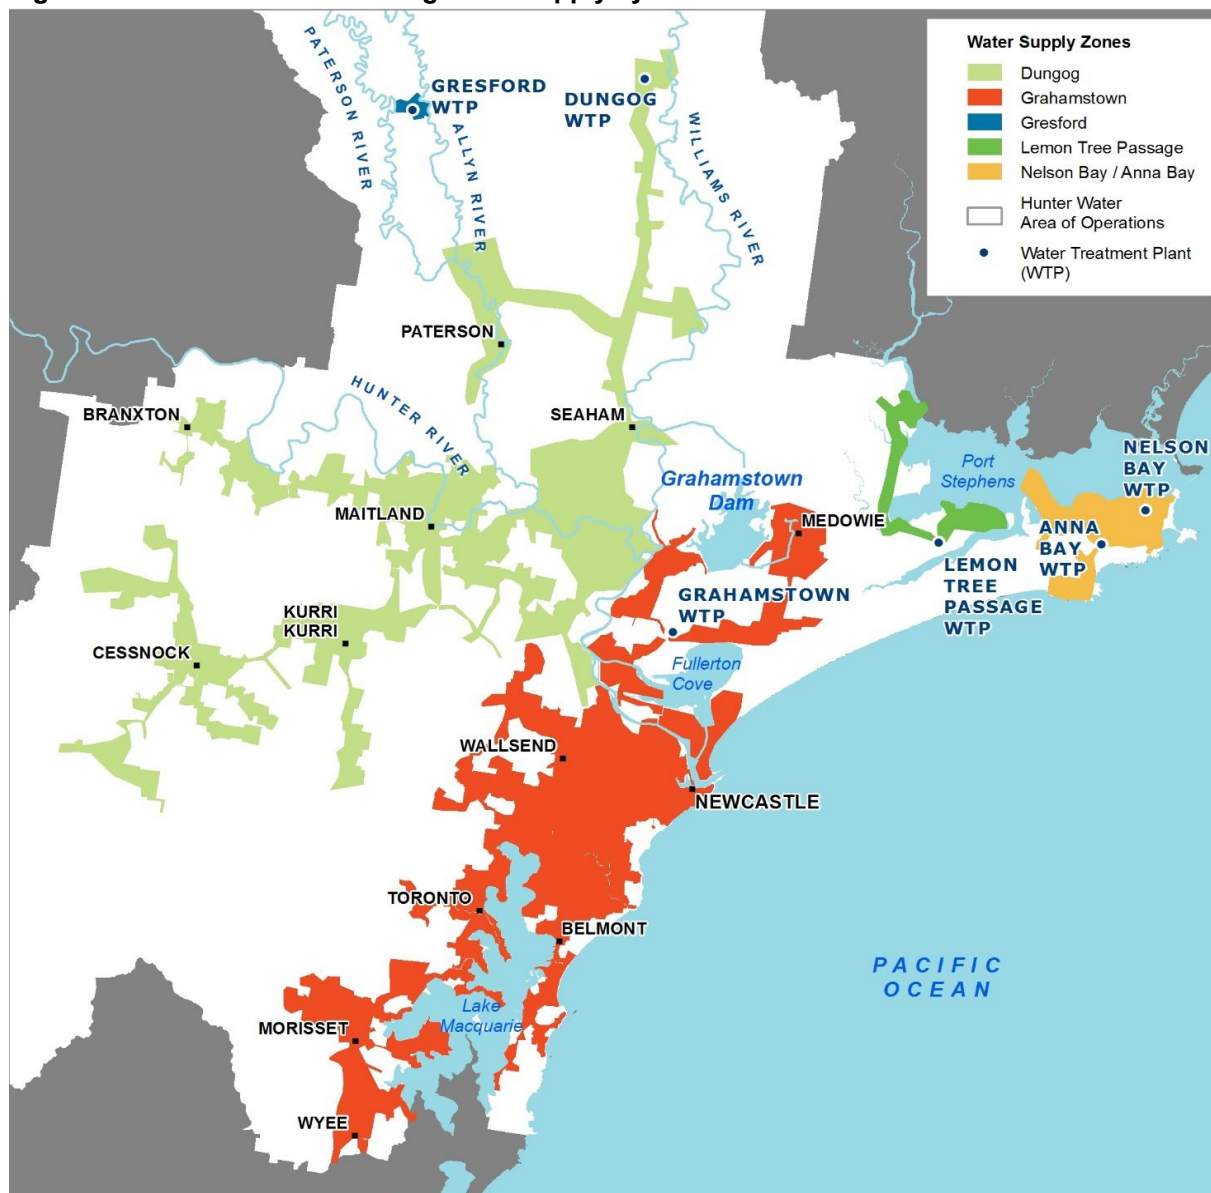 PATERSON RIVER
GRESFORD
WTP
ALLYN RIVER
DUNGOG
WTP
WILLIAMS RIVER
Water Supply Zones
Dungog
Grahamstown
Gresford
Lemon Tree Passage
Nelson Bay / Anna Bay
Hunter Water
Area of Operations
Water Treatment Plant
(WTP)
PATERSON
HUNTER RIVER
BRANXTON
SEAHAM
Grahamstown
Dam
Port
Stephens
NELSON
BAY
WTP
MAITLAND
MEDOWIE
ANNA
BAY
WTP
LEMON
TREE
PASSAGE
WTP
GRAHAMSTOWN
WTP
KURRI
KURRI
CESSNOCK
Fullerton
Cove
WALLSEND
NEWCASTLE
TORONTO
BELMONT
PACIFIC
OCEAN
Lake
Macquarie
MORISSET
WYEE